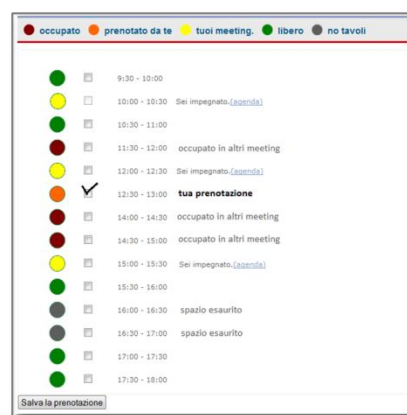 occupato prenotato da te tuoi meeting. libero no tavoli
9:30 - 10:00
10:00 - 10:30 Sei impegnato.(agenda)
10:30 - 11:00
11:30 - 12:00 occupato in altri meeting
12:00 - 12:30 Sei impegnato.(agenda)
12:30 - 13:00 tua prenotazione
14:00 - 14:30 occupato in altri meeting
14:30 - 15:00 occupato in altri meeting
15:00 - 15:30 Sei impegnato.(agenda)
15:30 - 16:00
16:00 - 16:30 spazio esaurito
16:30 - 17:00 spazio esaurito
17:00 - 17:30
17:30 - 18:00
Salva la prenotazione